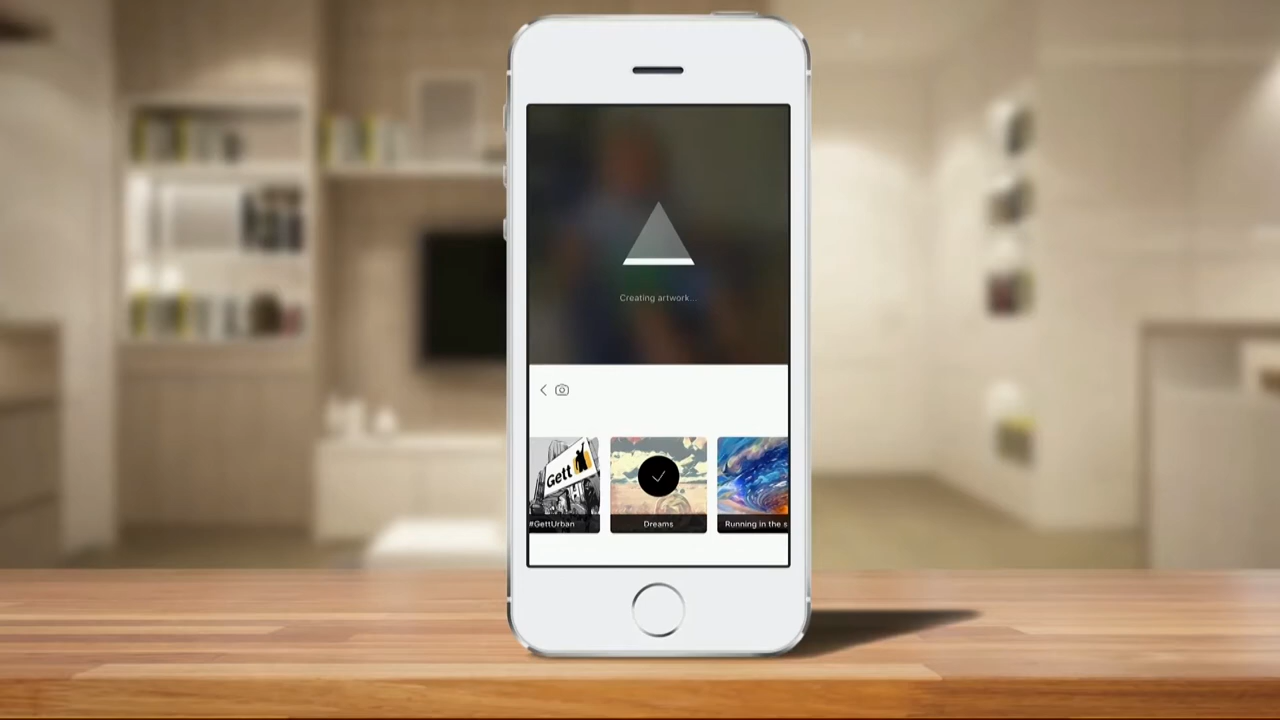 Creating artwork...
Gett
#GettUrban
Dreams
Running in the s